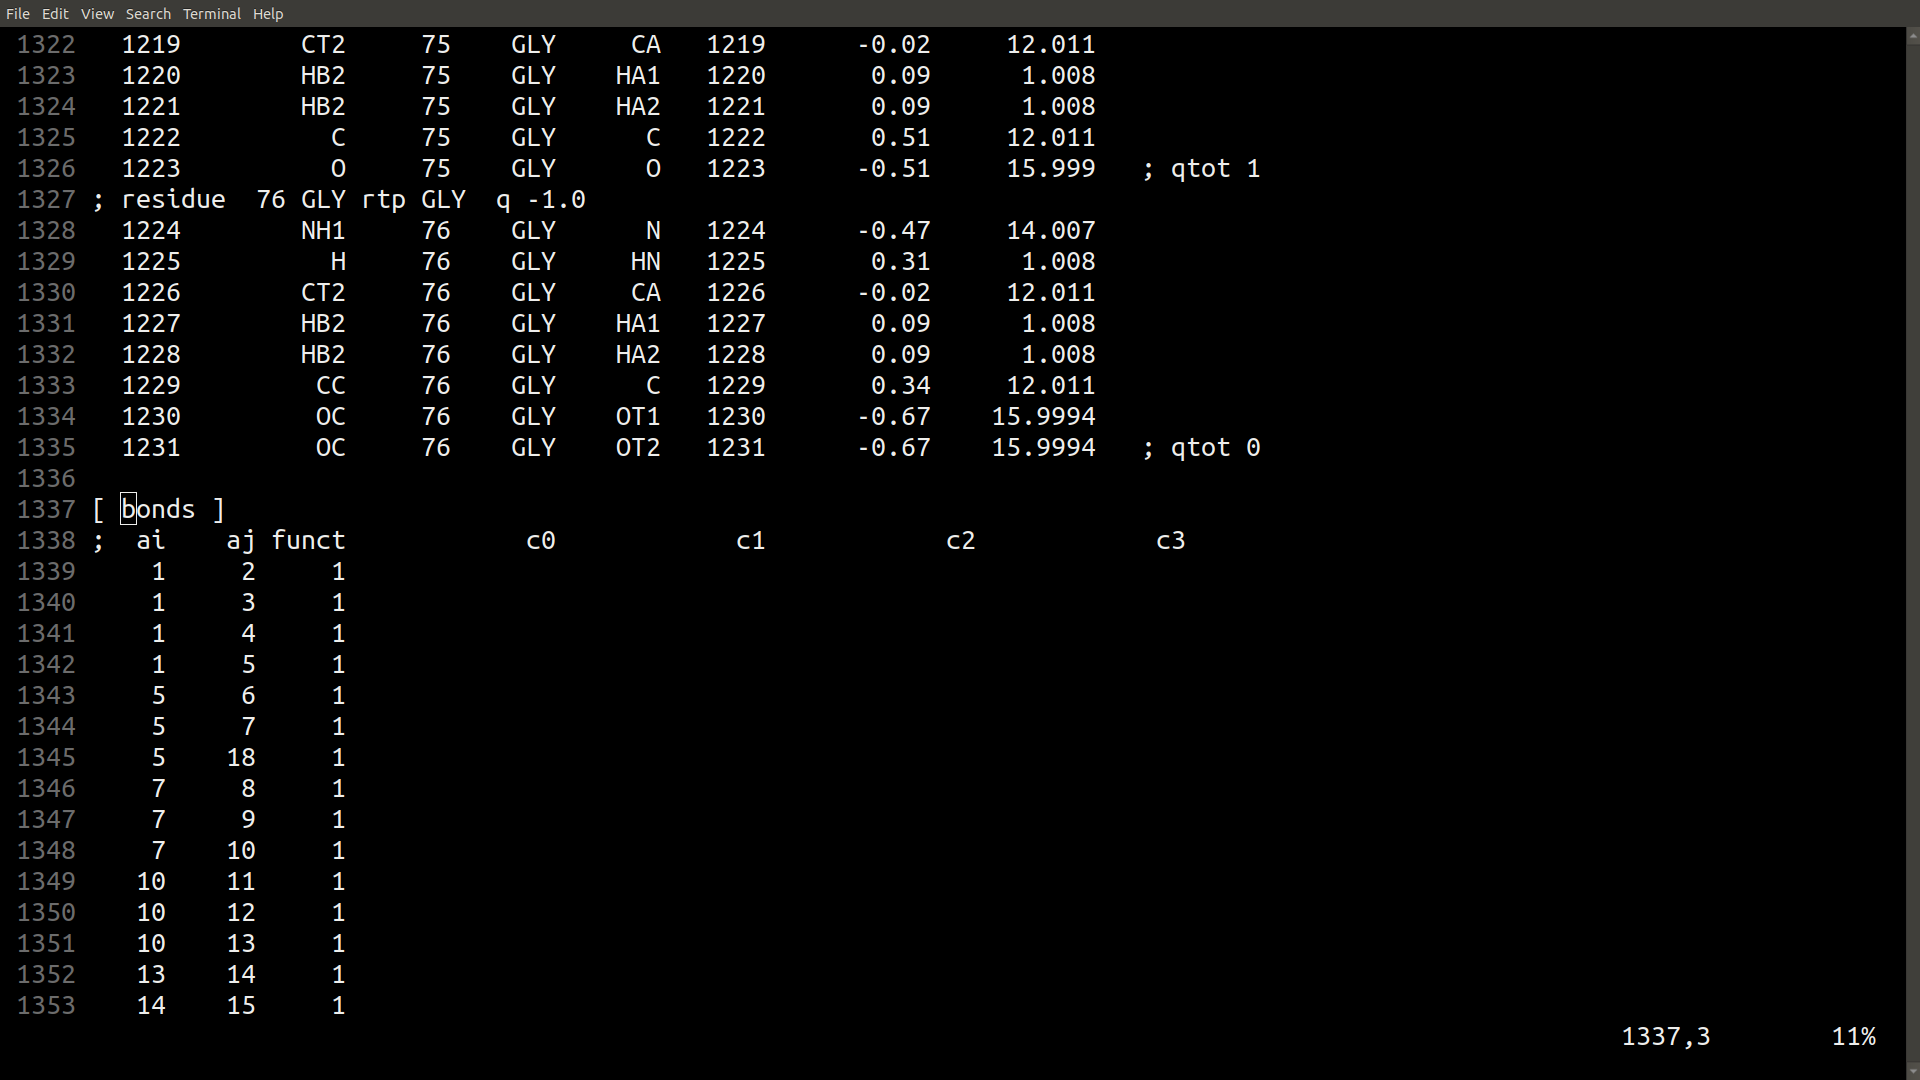 File Edit View Search Terminal Help
1322 1219 CT2 75 GLY CA 1219 -0.02 12.011
1323 1220 HB2 75 GLY HA1 1220 0.09 1.008
1324 1221 HB2 75 GLY HA2 1221 0.09 1.008
1325 1222 C 75 GLY C 1222 0.51 12.011
1326 1223 O 75 GLY O 1223 -0.51 15.999 ; qtot 1
1327 ; residue 76 GLY rtp GLY q -1.0
1328 1224 NH1 76 GLY N 1224 -0.47 14.007
1329 1225 H 76 GLY HN 1225 0.31 1.008
1330 1226 CT2 76 GLY CA 1226 -0.02 12.011
1331 1227 HB2 76 GLY HA1 1227 0.09 1.008
1332 1228 HB2 76 GLY HA2 1228 0.09 1.008
1333 1229 CC 76 GLY C 1229 0.34 12.011
1334 1230 OC 76 GLY OT1 1230 -0.67 15.9994
1335 1231 OC 76 GLY OT2 1231 -0.67 15.9994 ; qtot 0
1336
1337 [ bonds ]
1338 ; ai aj funct c0 c1 c2 c3
1339 1 2 1
1340 1 3 1
1341 1 4 1
1342 1 5 1
1343 5 6 1
1344 5 7 1
1345 5 18 1
1346 7 8 1
1347 7 9 1
1348 7 10 1
1349 10 11 1
1350 10 12 1
1351 10 13 1
1352 13 14 1
1353 14 15 1
1337,3 11%